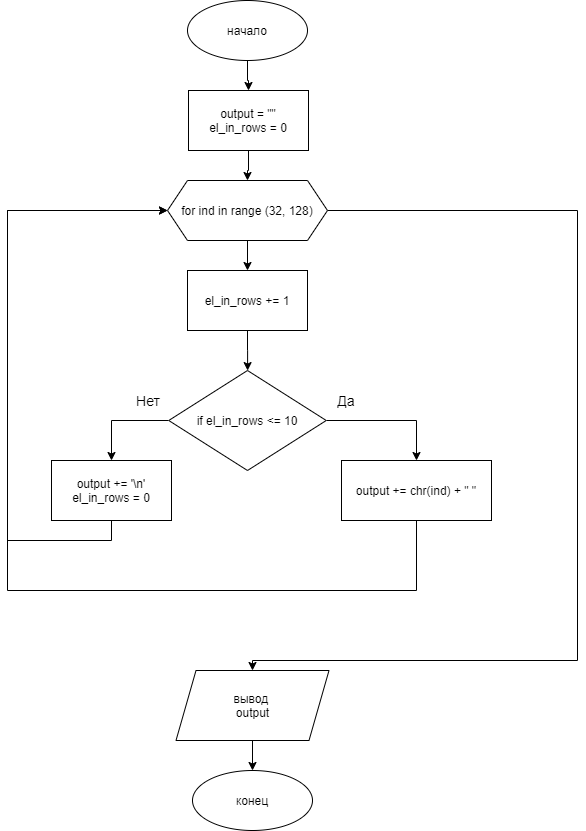 начало
output = ""
el_in_rows = 0
for ind in range (32, 128)
el_in_rows += 1
if el_in_rows <= 10
Нет
Да
output += '\n'
el_in_rows = 0
output += chr(ind) + " "
вывод
output
конец